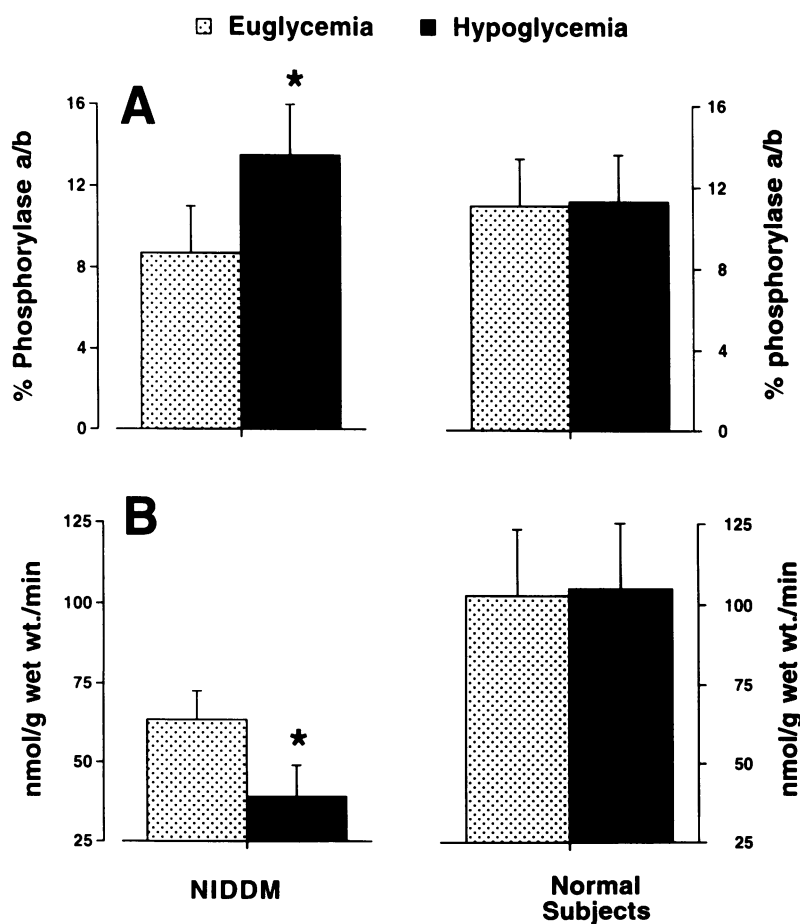 Euglycemia Hypoglycemia
A
*
% Phosphorylase a/b
16
12
8
4
0
16
12
8
4
0
% phosphorylase a/b
B
*
nmol/g wet wt./min
125
100
75
50
25
125
100
75
50
25
nmol/g wet wt./min
NIDDM
Normal
Subjects